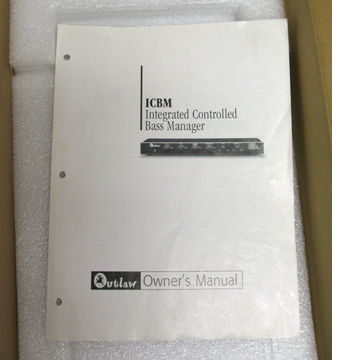 ICBM
Integrated Controlled
Bass Manager
Outlaw Owner's Manual